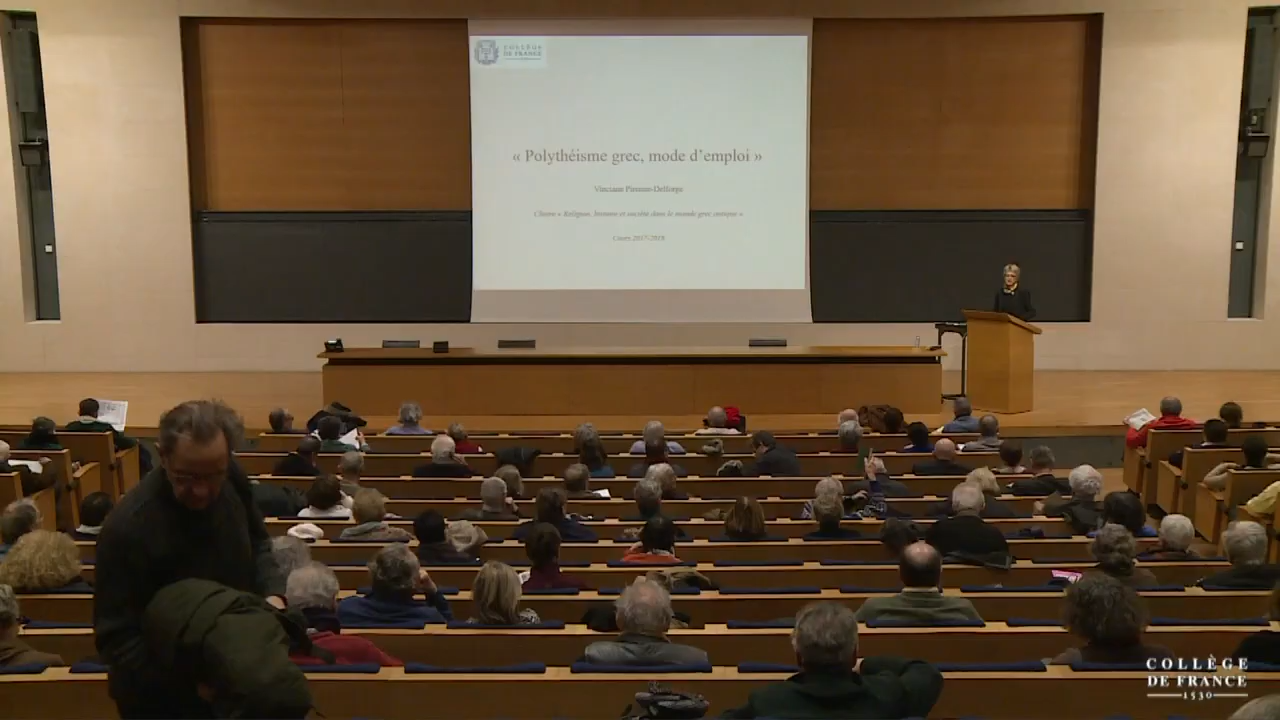 COLLÈGE
DE FRANCE
« Polythéisme grec, mode d'emploi »
Vinciane Pirenne-Delforge
Chaire « Religion, histoire et société dans le monde grec antique »
Cours 2017-2018
COLLÈGE
DE FRANCE
1530